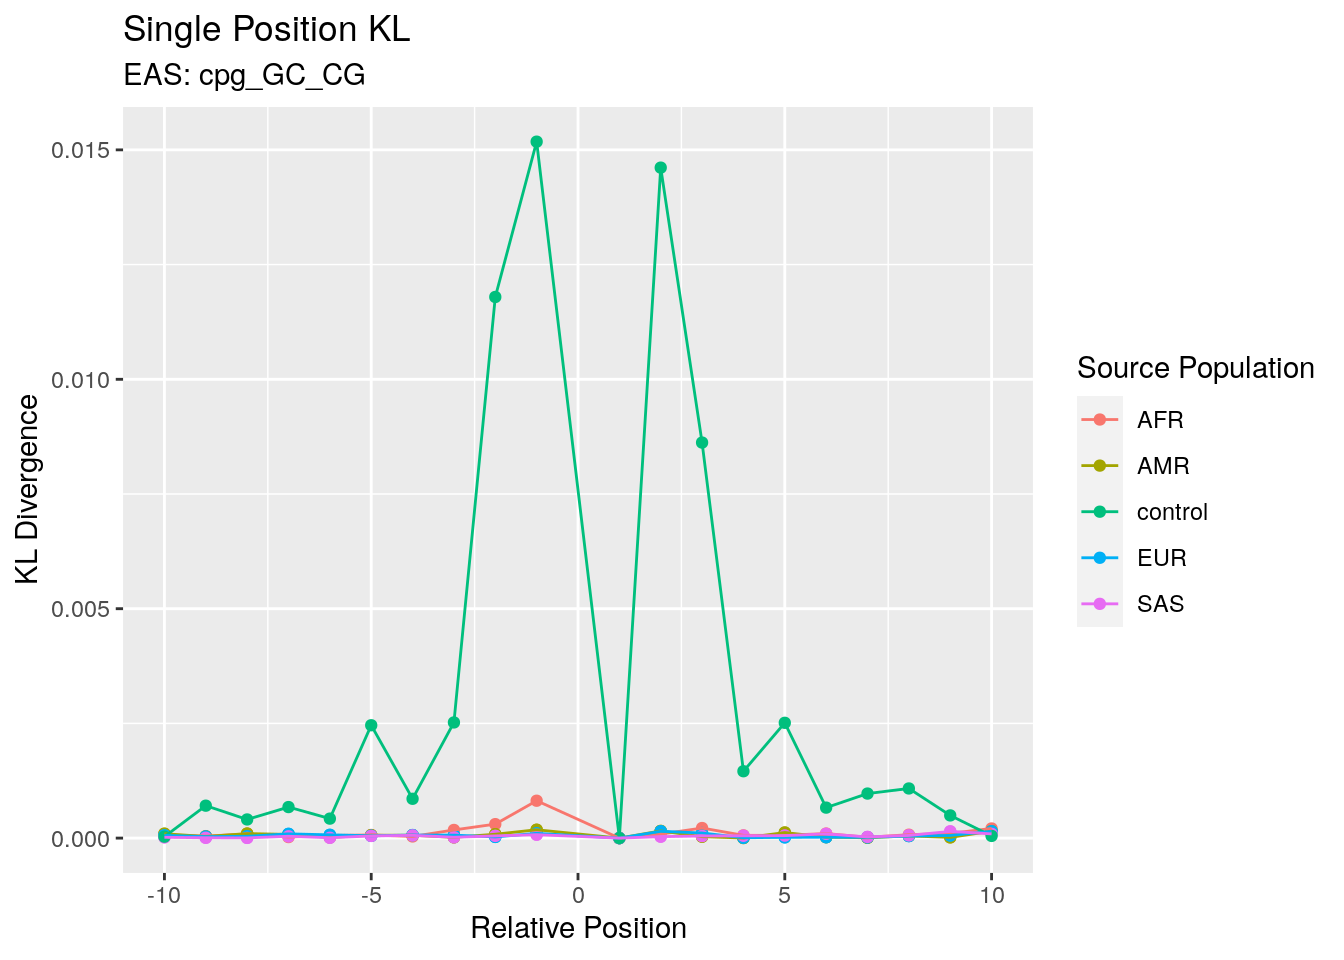 Single Position KL
EAS: cpg_GC_CG
0.015
0.010
0.005
0.000
KL Divergence
-10
-5
0
5
10
Relative Position
Source Population
AFR
AMR
control
EUR
SAS